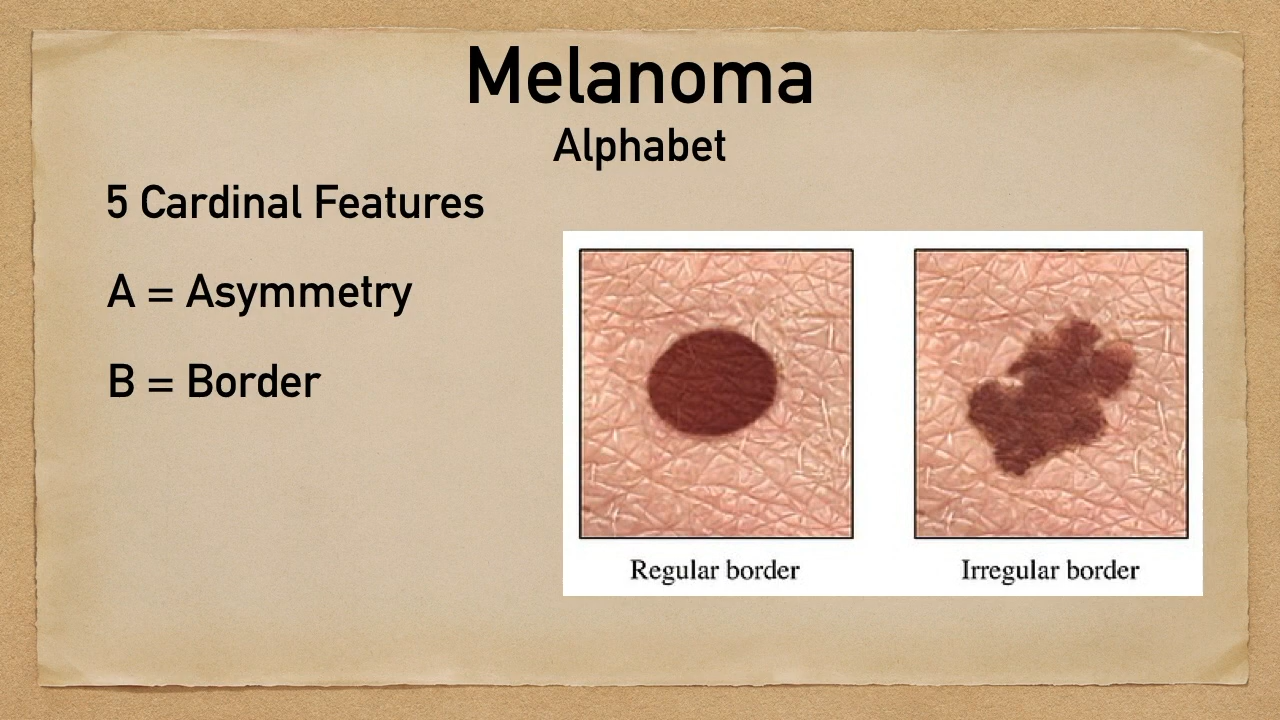 Melanoma
Alphabet
5 Cardinal Features
A = Asymmetry
B = Border
Regular border
Irregular border